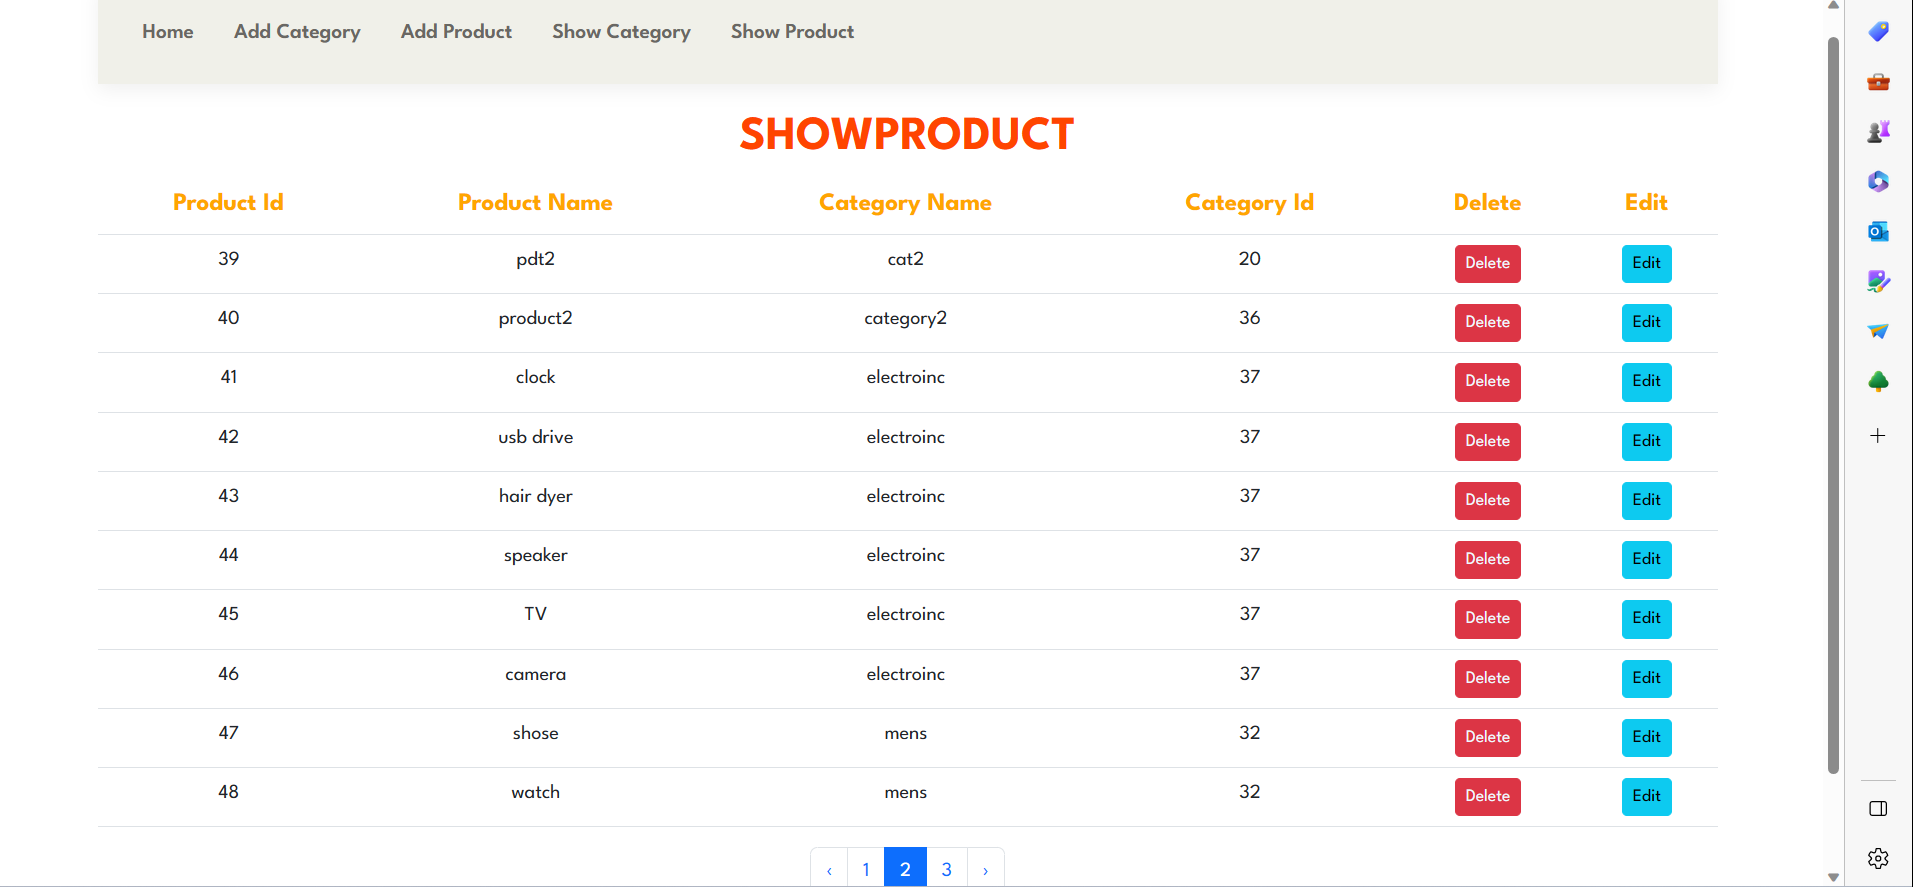 Home Add Category Add Product Show Category Show Product
SHOWPRODUCT
Product Id Product Name Category Name Category Id Delete Edit
39 pdt2 cat2 20 Delete Edit
40 product2 category2 36 Delete Edit
41 clock electroinc 37 Delete Edit
42 usb drive electroinc 37 Delete Edit
43 hair dyer electroinc 37 Delete Edit
44 speaker electroinc 37 Delete Edit
45 TV electroinc 37 Delete Edit
46 camera electroinc 37 Delete Edit
47 shose mens 32 Delete Edit
48 watch mens 32 Delete Edit
‹ 1 2 3 ›